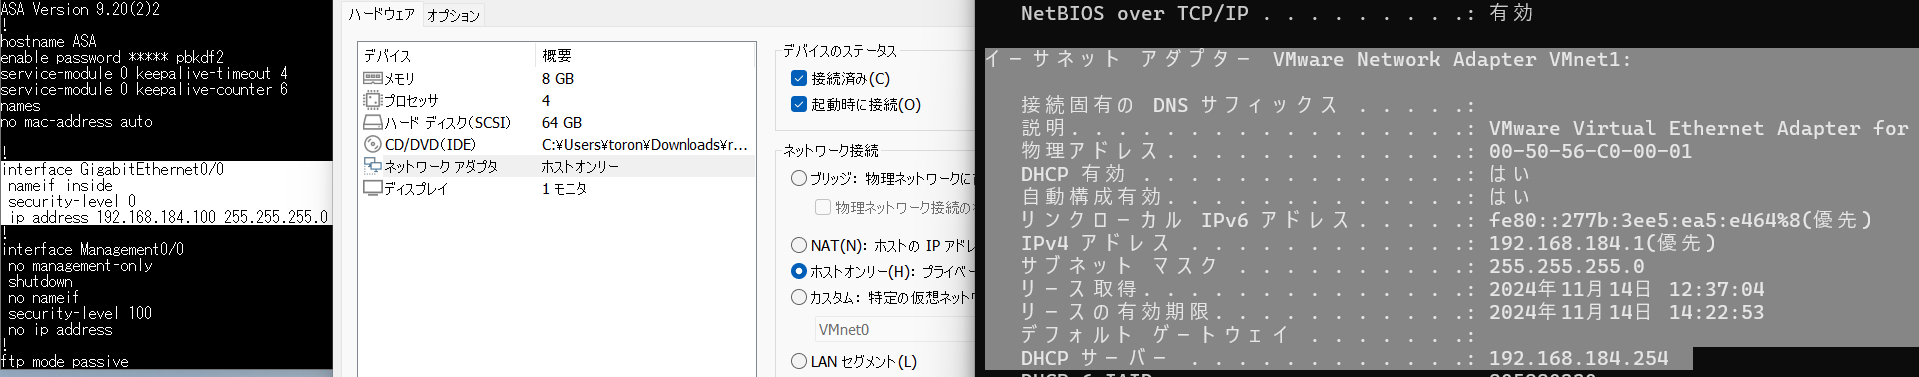 ASA Version 9.20(2)2
!
hostname ASA
enable password ***** pbkdf2
service-module 0 keepalive-timeout 4
service-module 0 keepalive-counter 6
names
no mac-address auto
!
interface GigabitEthernet0/0
nameif inside
security-level 0
ip address 192.168.184.100 255.255.255.0
!
interface Management0/0
no management-only
shutdown
no nameif
security-level 100
no ip address
!
ftp mode passive
ハードウェア オプション
デバイス 概要
メモリ 8 GB
プロセッサ 4
ハード ディスク(SCSI) 64 GB
CD/DVD(IDE) C:¥Users¥toron¥Downloads¥r...
ネットワーク アダプタ ホストオンリー
ディスプレイ 1 モニタ
デバイスのステータス
接続済み(C)
起動時に接続(O)
ネットワーク接続
ブリッジ: 物理ネットワークに
物理ネットワーク接続の
NAT(N): ホストの IP アドレ
ホストオンリー(H): プライベー
カスタム: 特定の仮想ネット
VMnet0
LAN セグメント(L)
NetBIOS over TCP/IP . . . . . . . . .: 有効
イーサネット アダプター VMware Network Adapter VMnet1:
接続固有の DNS サフィックス . . . . .:
説明. . . . . . . . . . . . . . . . .: VMware Virtual Ethernet Adapter for
物理アドレス. . . . . . . . . . . . .: 00-50-56-C0-00-01
DHCP 有効 . . . . . . . . . . . . . .: はい
自動構成有効. . . . . . . . . . . . .: はい
リンクローカル IPv6 アドレス. . . . .: fe80::277b:3ee5:ea5:e464%8(優先)
IPv4 アドレス . . . . . . . . . . . .: 192.168.184.1(優先)
サブネット マスク . . . . . . . . . .: 255.255.255.0
リース取得. . . . . . . . . . . . . .: 2024年11月14日 12:37:04
リースの有効期限. . . . . . . . . . .: 2024年11月14日 14:22:53
デフォルト ゲートウェイ . . . . . . .:
DHCP サーバー . . . . . . . . . . . .: 192.168.184.254